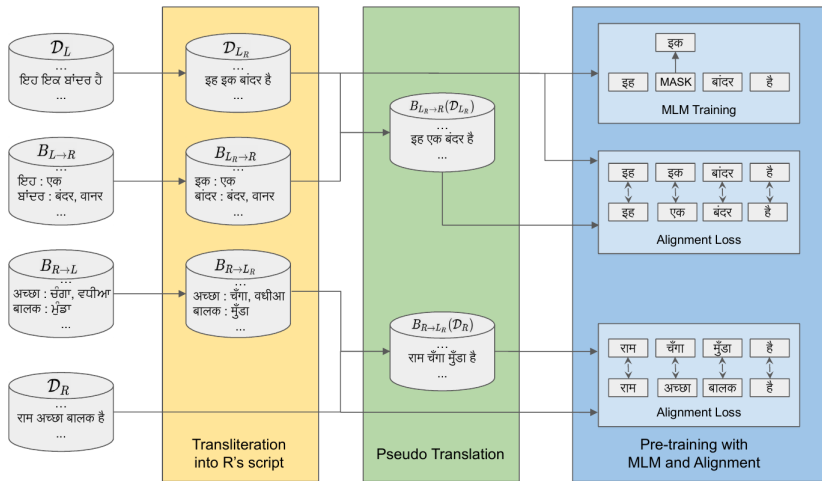 𝒟_L
...
ਇਹ ਇਕ ਬਾਂਦਰ ਹੈ
...
B_{L→R}
...
ਇਹ : एक
ਬਾਂਦਰ : बंदर, वानर
...
B_{R→L}
...
अच्छा : ਚੰਗਾ, ਵਧੀਆ
बालक : ਮੁੰਡਾ
...
𝒟_R
...
राम अच्छा बालक है
...
𝒟_{L_R}
...
इह इक बांदर है
...
B_{L_R→R}
...
इक : एक
बांदर : बंदर, वानर
...
B_{R→L_R}
...
अच्छा : चँगा, वधीआ
बालक : मुँडा
...
Transliteration
into R's script
B_{L_R→R}(𝒟_{L_R})
...
इह एक बंदर है
...
B_{R→L_R}(𝒟_R)
...
राम चँगा मुँडा है
...
Pseudo Translation
इक
इह MASK बांदर है
MLM Training
इह इक बांदर है
इह एक बंदर है
Alignment Loss
राम चँगा मुँडा है
राम अच्छा बालक है
Alignment Loss
Pre-training with
MLM and Alignment